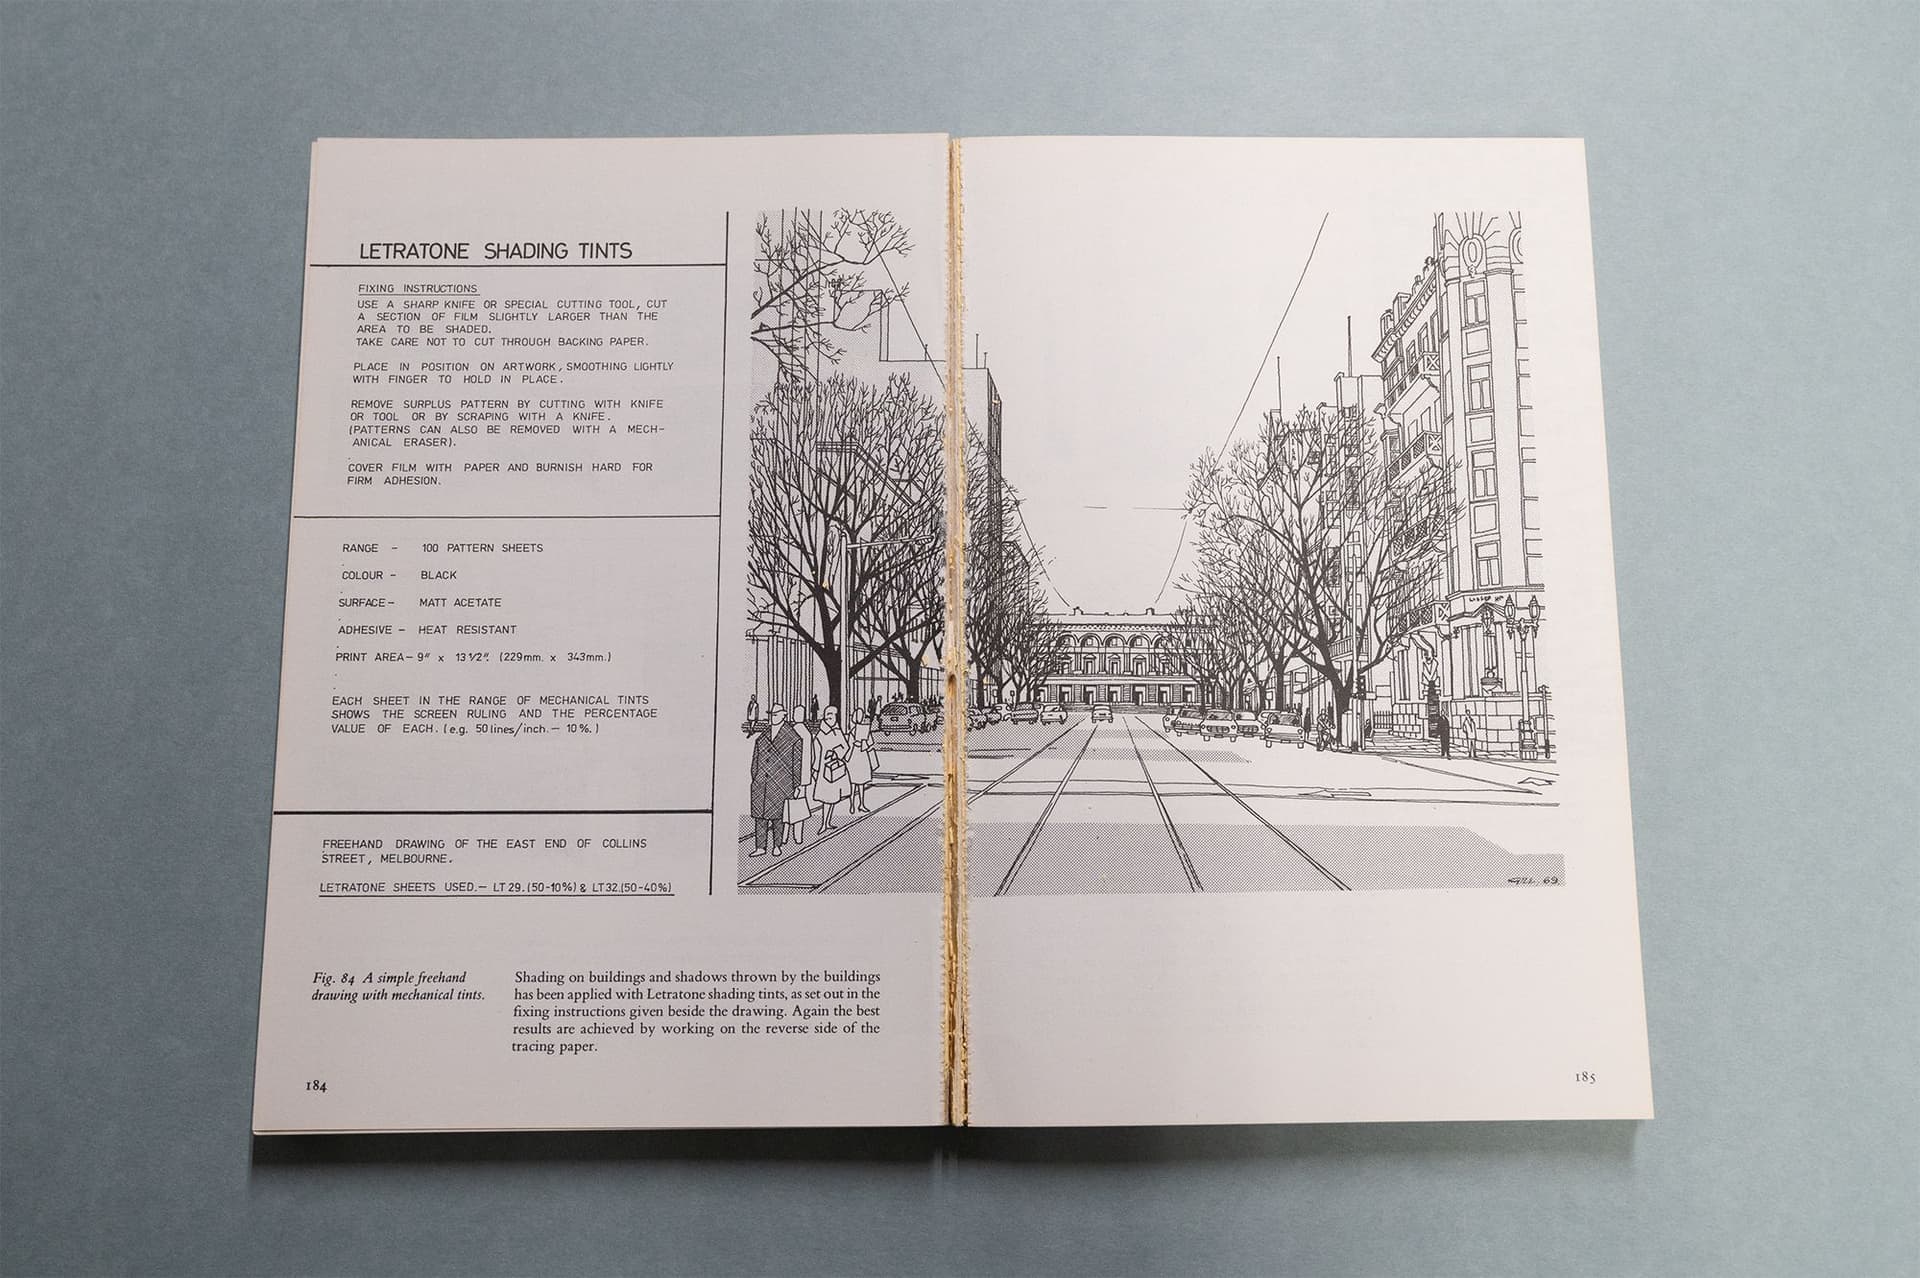 LETRATONE SHADING TINTS
FIXING INSTRUCTIONS
USE A SHARP KNIFE OR SPECIAL CUTTING TOOL, CUT
A SECTION OF FILM SLIGHTLY LARGER THAN THE
AREA TO BE SHADED.
TAKE CARE NOT TO CUT THROUGH BACKING PAPER.
PLACE IN POSITION ON ARTWORK, SMOOTHING LIGHTLY
WITH FINGER TO HOLD IN PLACE.
REMOVE SURPLUS PATTERN BY CUTTING WITH KNIFE
OR TOOL OR BY SCRAPING WITH A KNIFE.
(PATTERNS CAN ALSO BE REMOVED WITH A MECH-
ANICAL ERASER).
COVER FILM WITH PAPER AND BURNISH HARD FOR
FIRM ADHESION.
RANGE - 100 PATTERN SHEETS
COLOUR - BLACK
SURFACE - MATT ACETATE
ADHESIVE - HEAT RESISTANT
PRINT AREA - 9" x 13 1/2". (229mm. x 343mm.)
EACH SHEET IN THE RANGE OF MECHANICAL TINTS
SHOWS THE SCREEN RULING AND THE PERCENTAGE
VALUE OF EACH. (e.g. 50 lines/inch. - 10%.)
FREEHAND DRAWING OF THE EAST END OF COLLINS
STREET, MELBOURNE.
LETRATONE SHEETS USED. - LT 29. (50-10%) & LT 32. (50-40%)
GILL. 69.
Fig. 84 A simple freehand
drawing with mechanical tints.
Shading on buildings and shadows thrown by the buildings
has been applied with Letratone shading tints, as set out in the
fixing instructions given beside the drawing. Again the best
results are achieved by working on the reverse side of the
tracing paper.
184
185